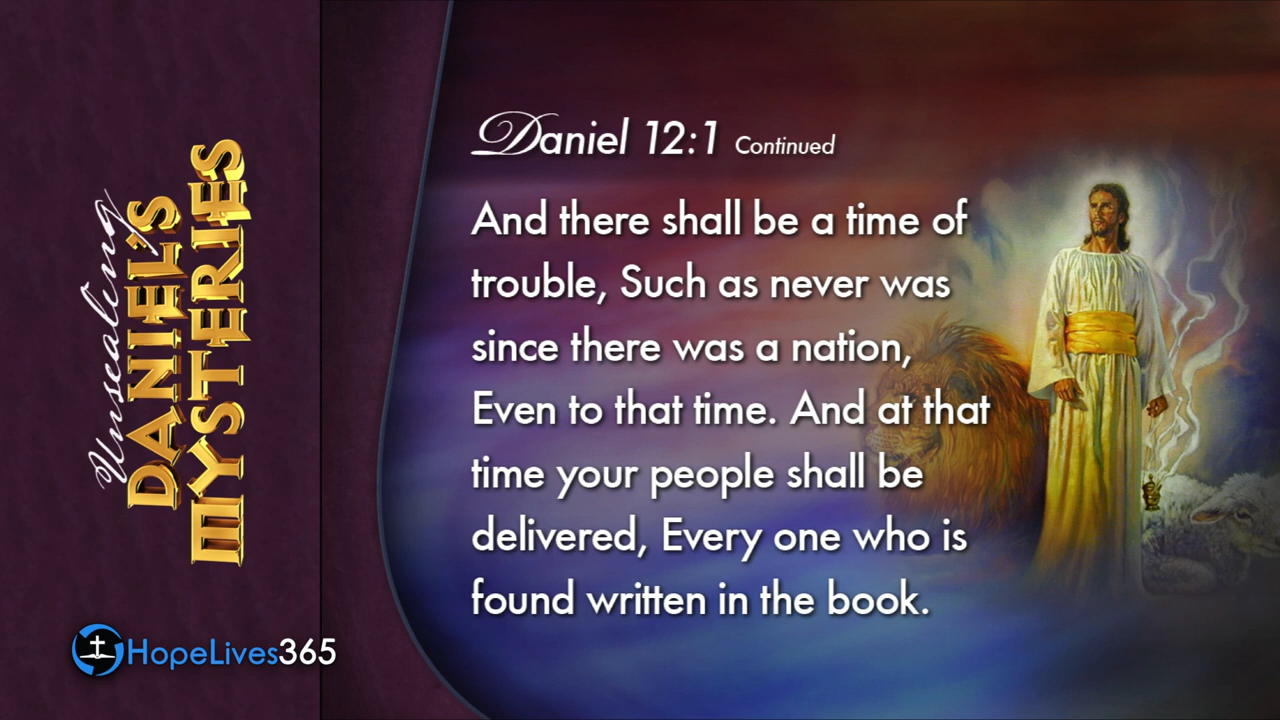 Unsealing
DANIEL'S
MYSTERIES
HopeLives365
Daniel 12:1 Continued
And there shall be a time of
trouble, Such as never was
since there was a nation,
Even to that time. And at that
time your people shall be
delivered, Every one who is
found written in the book.